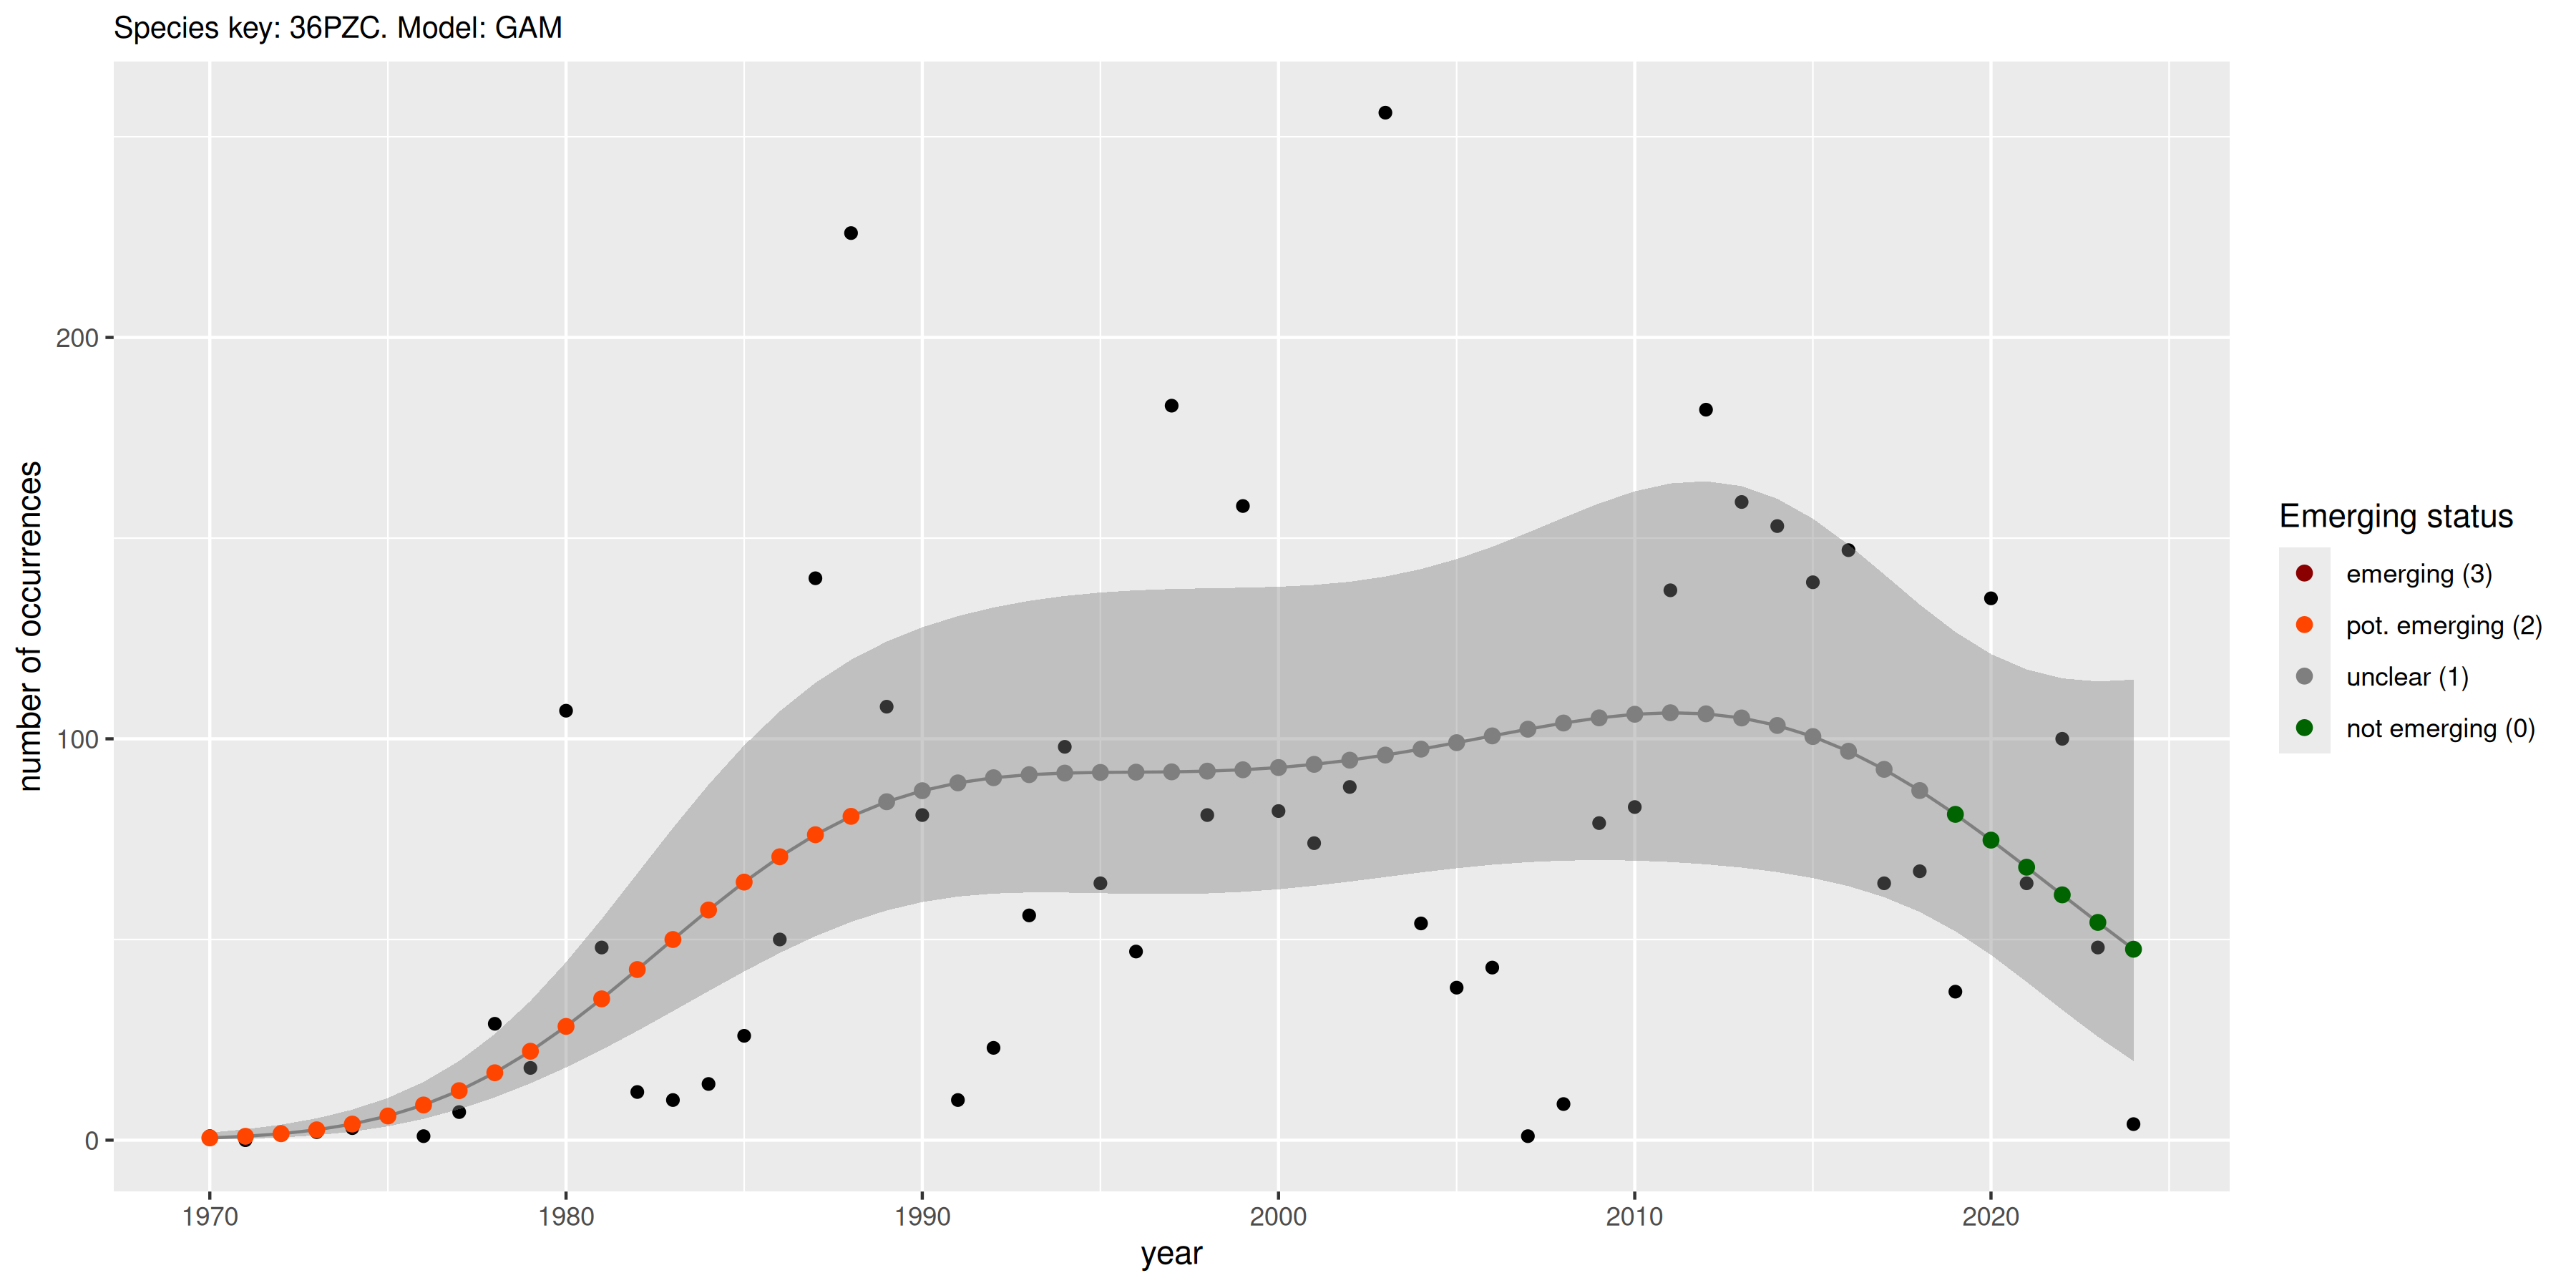 Species key: 36PZC. Model: GAM
number of occurrences
200
100
0
1970
1980
1990
2000
2010
2020
year
Emerging status
emerging (3)
pot. emerging (2)
unclear (1)
not emerging (0)